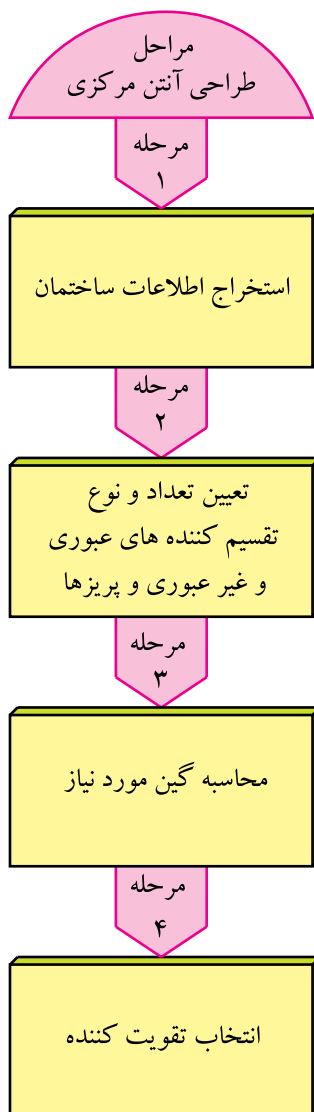 مراحل
طراحی آنتن مرکزی
مرحله
۱
استخراج اطلاعات ساختمان
مرحله
۲
تعیین تعداد و نوع
تقسیم کننده های عبوری
و غیر عبوری و پریزها
مرحله
۳
محاسبه گین مورد نیاز
مرحله
۴
انتخاب تقویت کننده